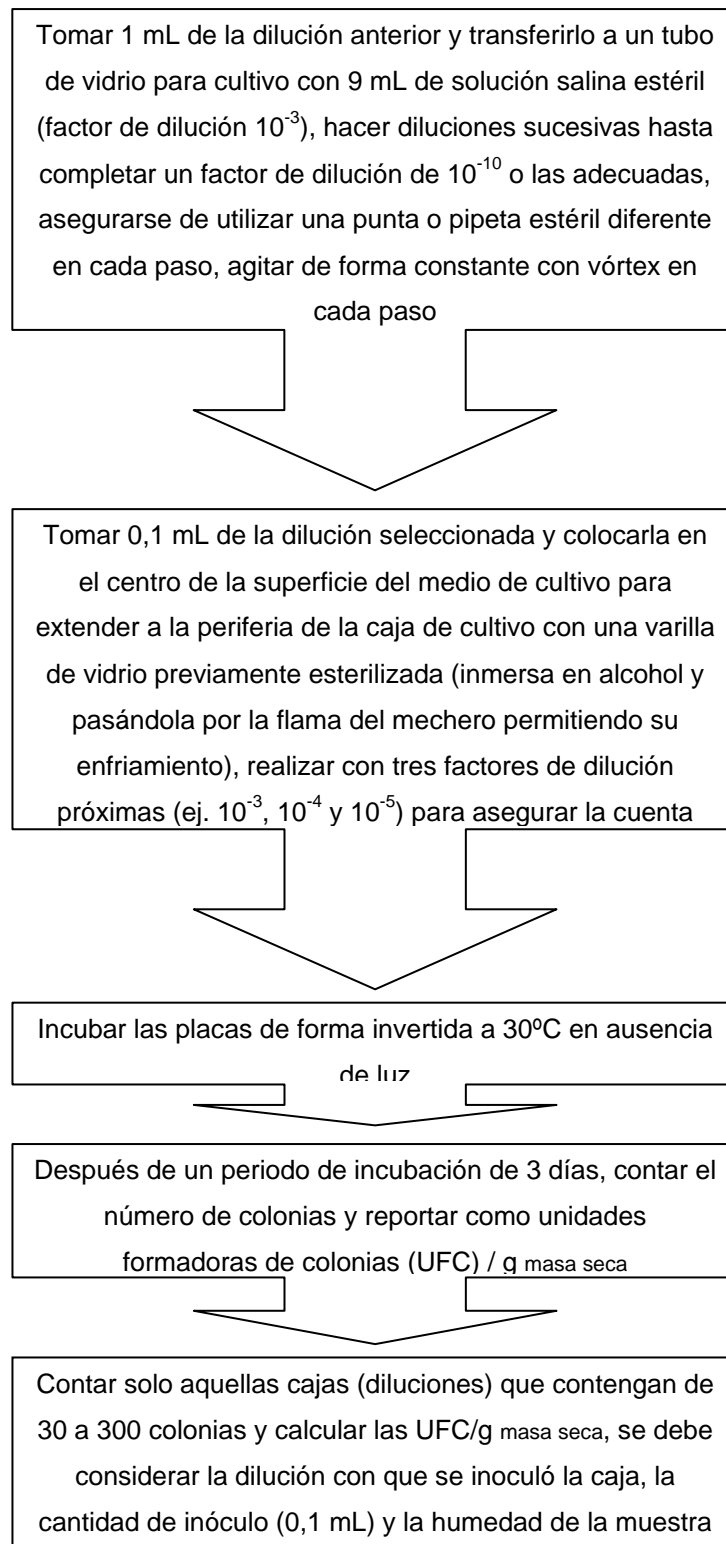 Tomar 1 mL de la dilución anterior y transferirlo a un tubo
de vidrio para cultivo con 9 mL de solución salina estéril
(factor de dilución 10⁻³), hacer diluciones sucesivas hasta
completar un factor de dilución de 10⁻¹⁰ o las adecuadas,
asegurarse de utilizar una punta o pipeta estéril diferente
en cada paso, agitar de forma constante con vórtex en
cada paso
Tomar 0,1 mL de la dilución seleccionada y colocarla en
el centro de la superficie del medio de cultivo para
extender a la periferia de la caja de cultivo con una varilla
de vidrio previamente esterilizada (inmersa en alcohol y
pasándola por la flama del mechero permitiendo su
enfriamiento), realizar con tres factores de dilución
próximas (ej. 10⁻³, 10⁻⁴ y 10⁻⁵) para asegurar la cuenta
Incubar las placas de forma invertida a 30ºC en ausencia
de luz
Después de un periodo de incubación de 3 días, contar el
número de colonias y reportar como unidades
formadoras de colonias (UFC) / g masa seca
Contar solo aquellas cajas (diluciones) que contengan de
30 a 300 colonias y calcular las UFC/g masa seca, se debe
considerar la dilución con que se inoculó la caja, la
cantidad de inóculo (0,1 mL) y la humedad de la muestra